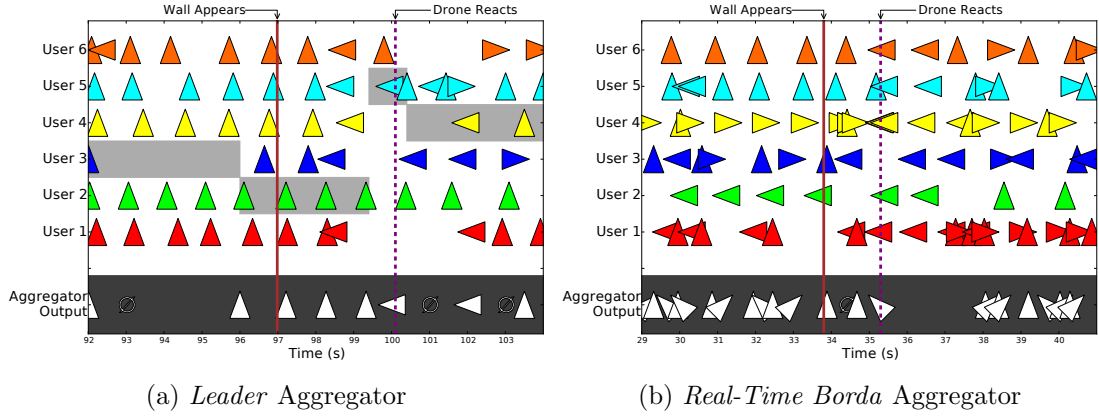 Wall Appears Drone Reacts
User 6
User 5
User 4
User 3
User 2
User 1
Aggregator
Output
92 93 94 95 96 97 98 99 100 101 102 103
Time (s)
(a) Leader Aggregator
Wall Appears Drone Reacts
User 6
User 5
User 4
User 3
User 2
User 1
Aggregator
Output
29 30 31 32 33 34 35 36 37 38 39 40
Time (s)
(b) Real-Time Borda Aggregator